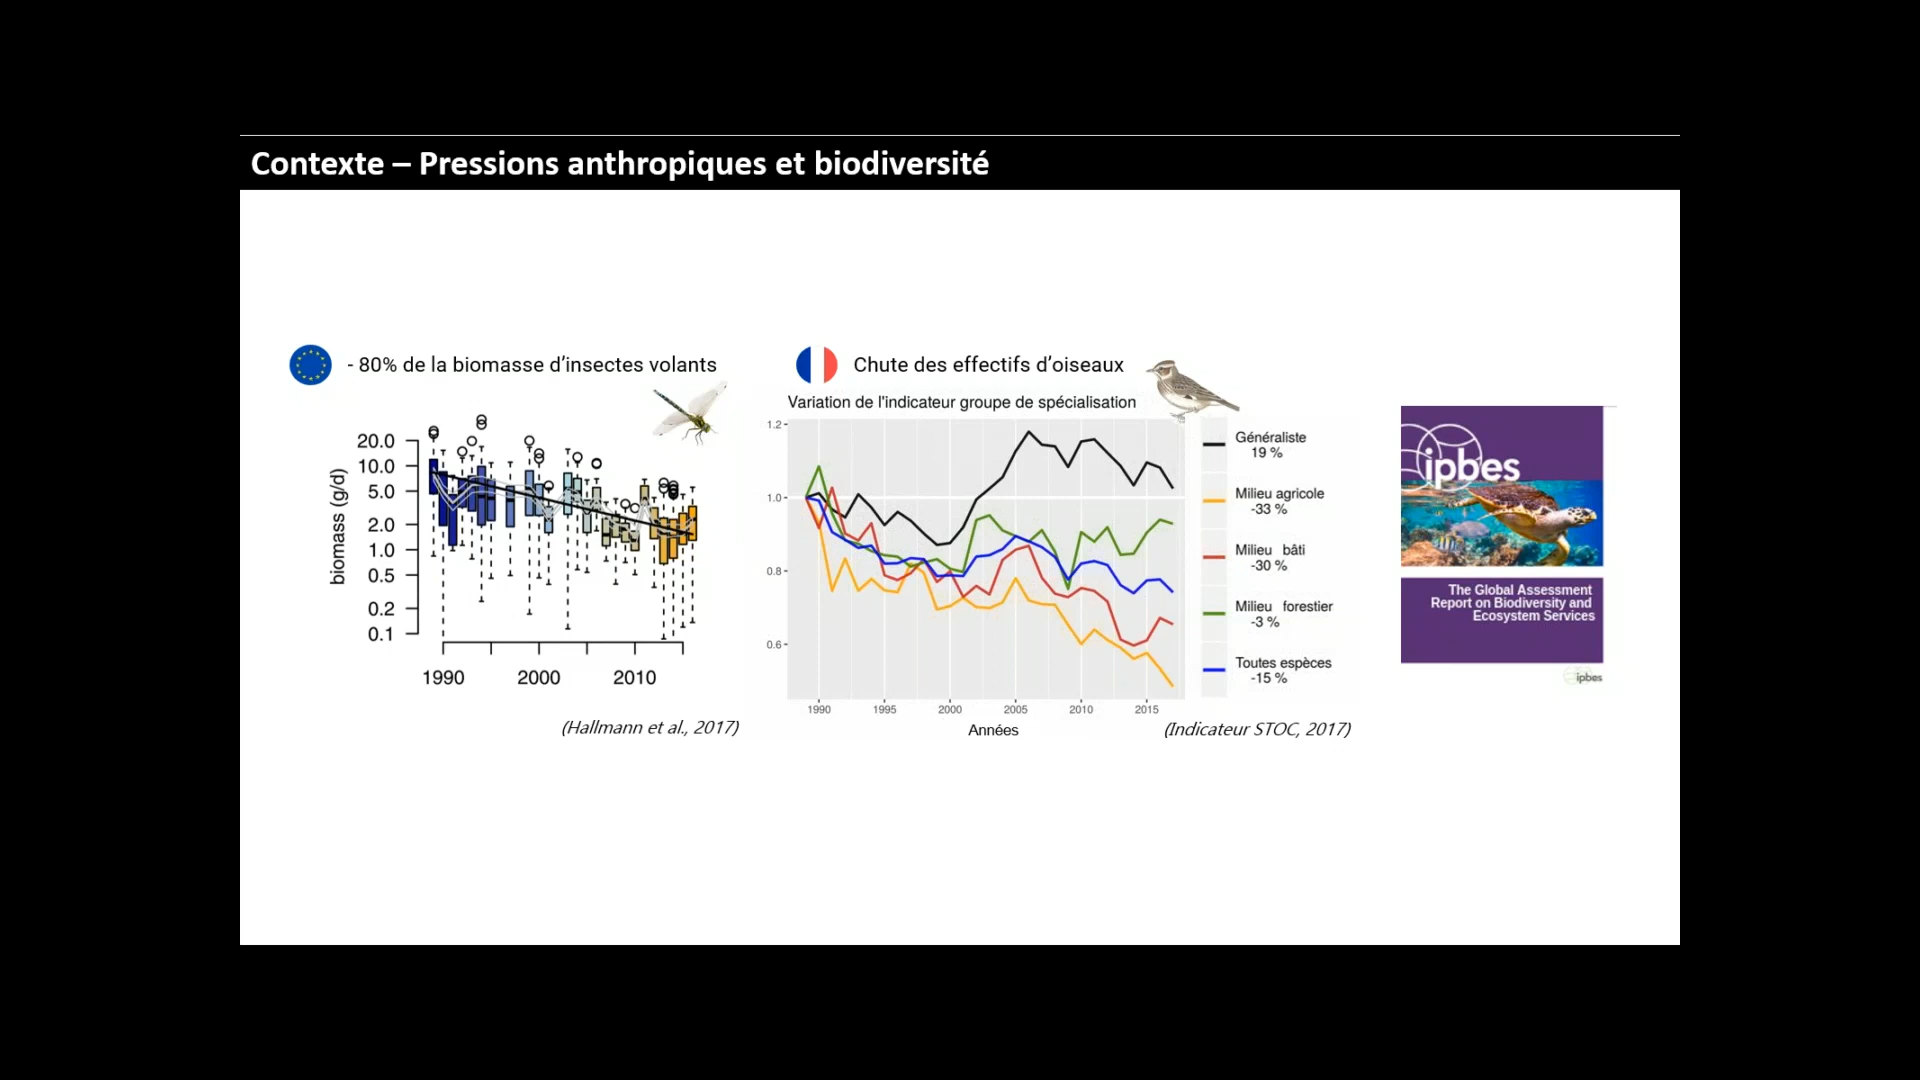 Contexte – Pressions anthropiques et biodiversité
- 80% de la biomasse d’insectes volants
biomass (g/d)
20.0
10.0
5.0
2.0
1.0
0.5
0.2
0.1
1990 2000 2010
(Hallmann et al., 2017)
Chute des effectifs d’oiseaux
Variation de l'indicateur groupe de spécialisation
1.2
1.0
0.8
0.6
1990 1995 2000 2005 2010 2015
Années
Généraliste
19 %
Milieu agricole
-33 %
Milieu bâti
-30 %
Milieu forestier
-3 %
Toutes espèces
-15 %
(Indicateur STOC, 2017)
ipbes
The Global Assessment
Report on Biodiversity and
Ecosystem Services
ipbes